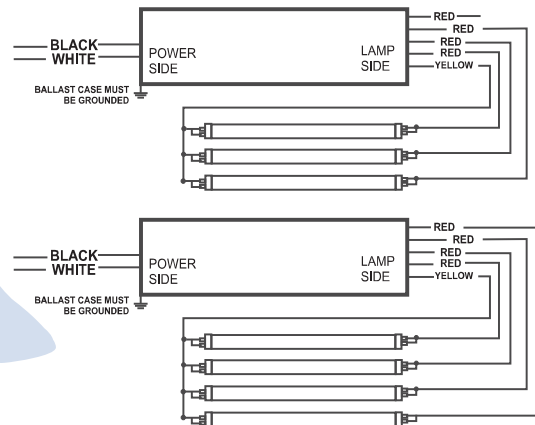 RED
RED
RED
RED
YELLOW
BLACK
WHITE
POWER
SIDE
LAMP
SIDE
BALLAST CASE MUST
BE GROUNDED
RED
RED
RED
RED
YELLOW
BLACK
WHITE
POWER
SIDE
LAMP
SIDE
BALLAST CASE MUST
BE GROUNDED